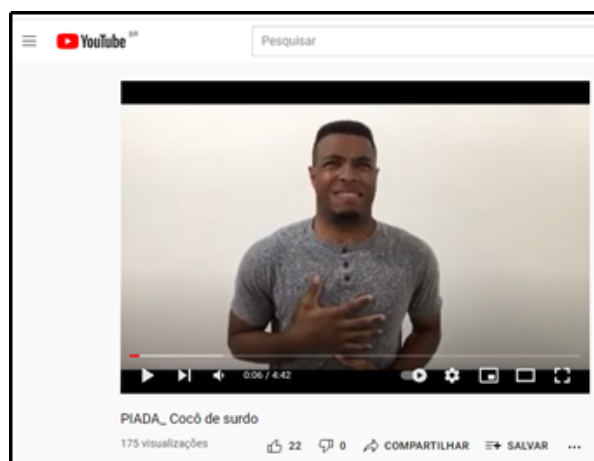 YouTube BR
Pesquisar
0:06 / 4:42
PIADA_ Cocô de surdo
175 visualizações 22 0 COMPARTILHAR SALVAR ...